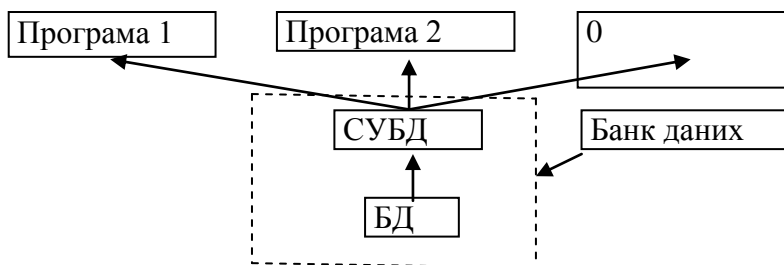 Програма 1
Програма 2
0
СУБД
Банк даних
БД